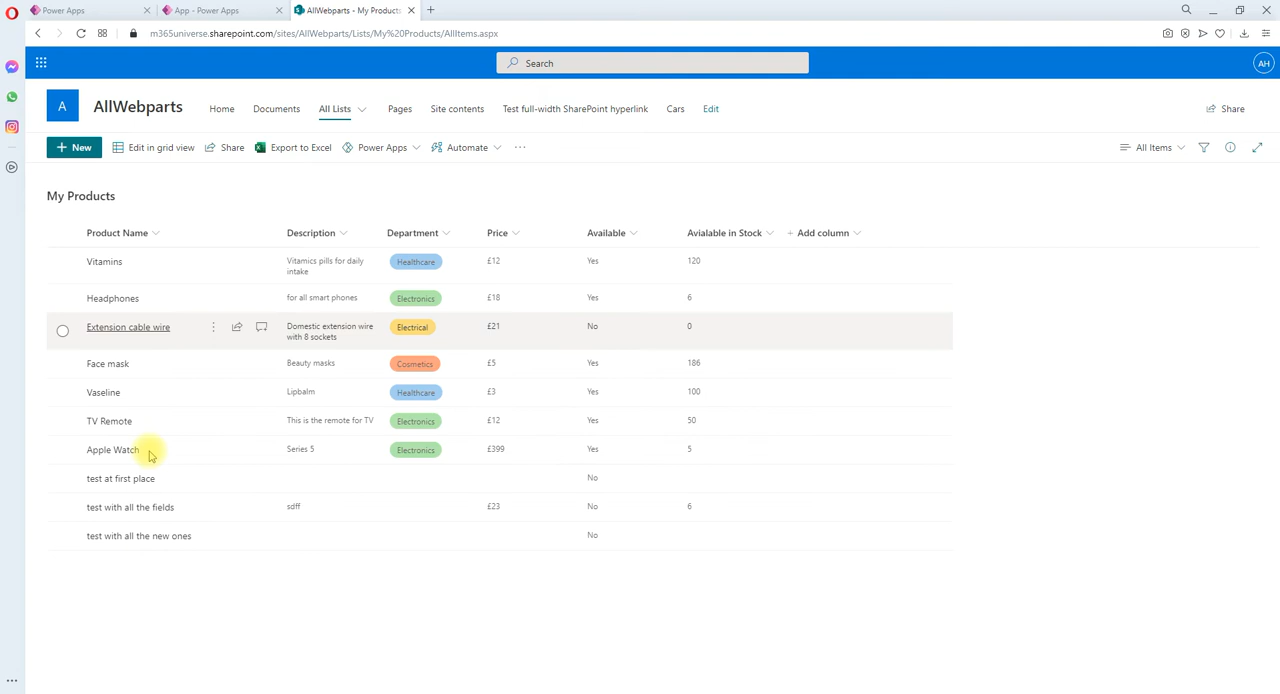 Power Apps
App - Power Apps
AllWebparts - My Products
m365universe.sharepoint.com/sites/AllWebparts/Lists/My%20Products/AllItems.aspx
Search
AH
A
AllWebparts
Home
Documents
All Lists
Pages
Site contents
Test full-width SharePoint hyperlink
Cars
Edit
Share
+ New
Edit in grid view
Share
Export to Excel
Power Apps
Automate
...
All Items
My Products
Product Name Description Department Price Available Avialable in Stock + Add column
Vitamins Vitamics pills for daily Healthcare £12 Yes 120
intake
Headphones for all smart phones Electronics £18 Yes 6
Extension cable wire Domestic extension wire Electrical £21 No 0
with 8 sockets
Face mask Beauty masks Cosmetics £5 Yes 186
Vaseline Lipbalm Healthcare £3 Yes 100
TV Remote This is the remote for TV Electronics £12 Yes 50
Apple Watch Series 5 Electronics £399 Yes 5
test at first place No
test with all the fields sdff £23 No 6
test with all the new ones No